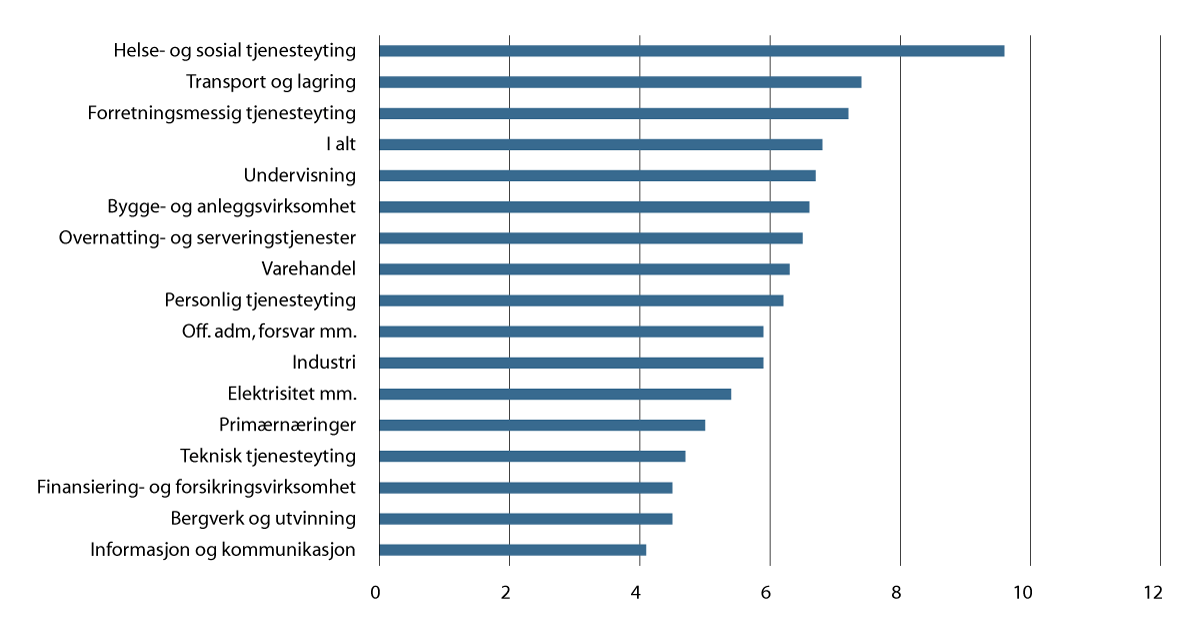 Helse- og sosial tjenesteyting
Transport og lagring
Forretningsmessig tjenesteyting
I alt
Undervisning
Bygge- og anleggsvirksomhet
Overnatting- og serveringstjenester
Varehandel
Personlig tjenesteyting
Off. adm, forsvar mm.
Industri
Elektrisitet mm.
Primærnæringer
Teknisk tjenesteyting
Finansiering- og forsikringsvirksomhet
Bergverk og utvinning
Informasjon og kommunikasjon
0 2 4 6 8 10 12